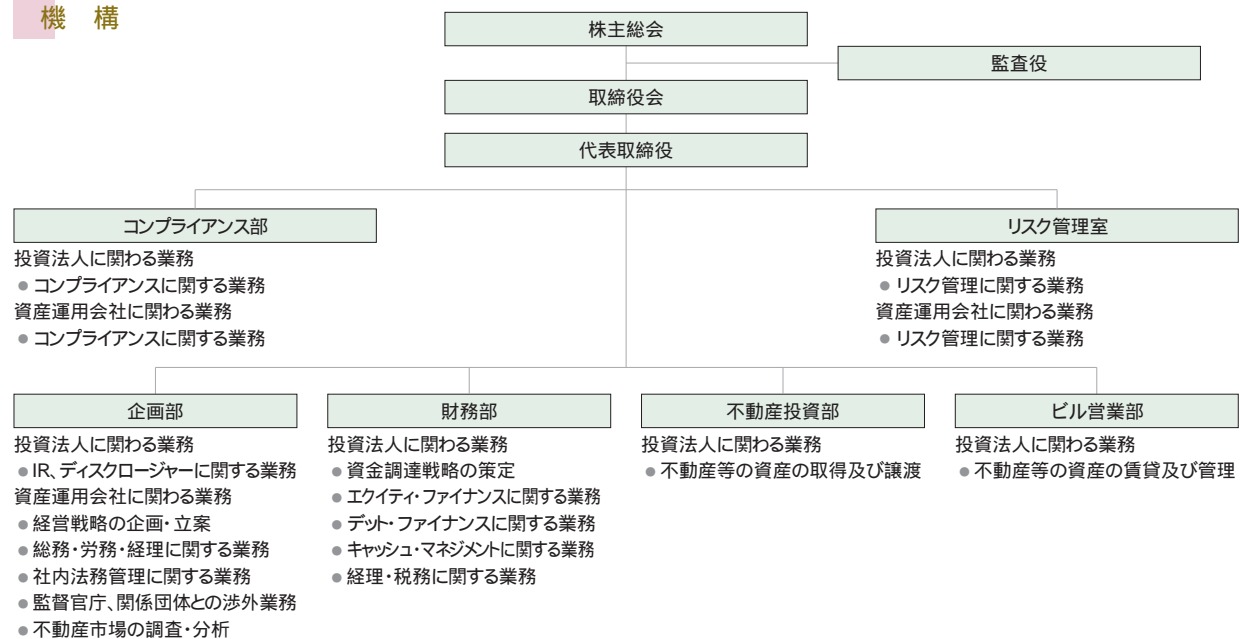 機 構
株主総会
監査役
取締役会
代表取締役
コンプライアンス部
投資法人に関わる業務
● コンプライアンスに関する業務
資産運用会社に関わる業務
● コンプライアンスに関する業務
リスク管理室
投資法人に関わる業務
● リスク管理に関する業務
資産運用会社に関わる業務
● リスク管理に関する業務
企画部
投資法人に関わる業務
● IR、ディスクロージャーに関する業務
資産運用会社に関わる業務
● 経営戦略の企画・立案
● 総務・労務・経理に関する業務
● 社内法務管理に関する業務
● 監督官庁、関係団体との渉外業務
● 不動産市場の調査・分析
財務部
投資法人に関わる業務
● 資金調達戦略の策定
● エクイティ・ファイナンスに関する業務
● デット・ファイナンスに関する業務
● キャッシュ・マネジメントに関する業務
● 経理・税務に関する業務
不動産投資部
投資法人に関わる業務
● 不動産等の資産の取得及び譲渡
ビル営業部
投資法人に関わる業務
● 不動産等の資産の賃貸及び管理